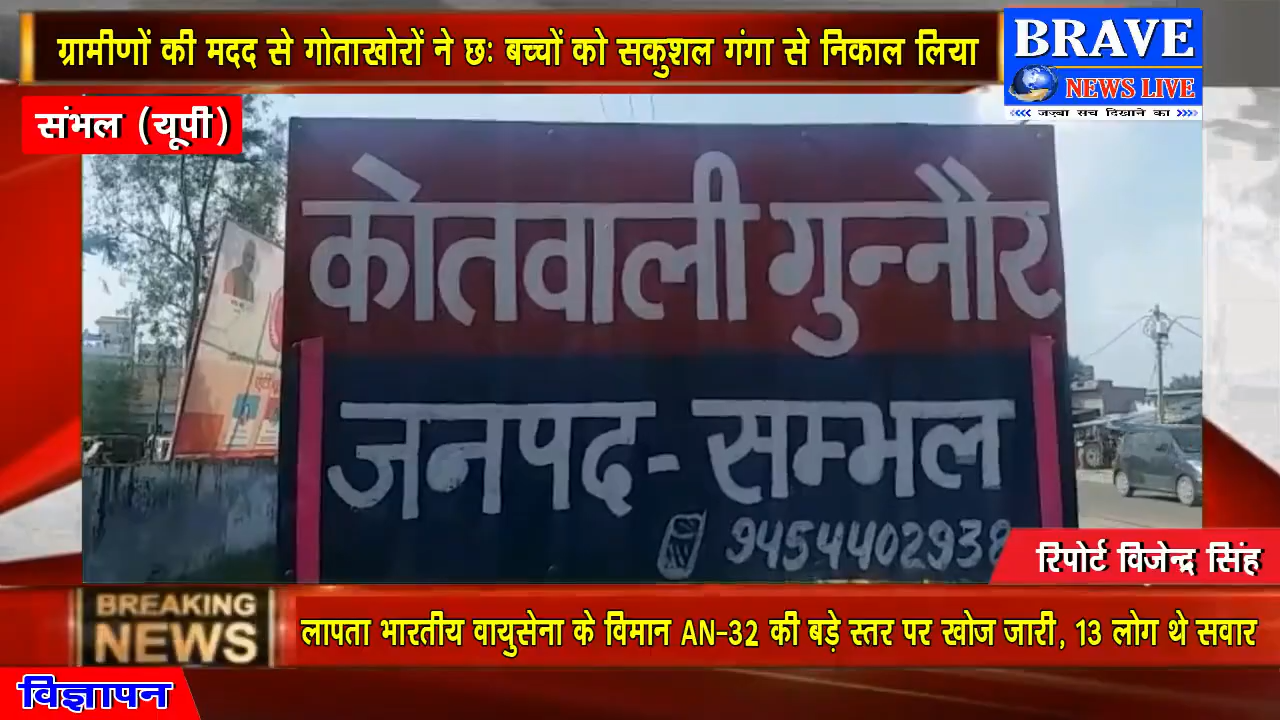 ग्रामीणों की मदद से गोताखोरों ने छः बच्चों को सकुशल गंगा से निकाल लिया
BRAVE
NEWS LIVE
जज़्बा सच दिखाने का
संभल (यूपी)
कोतवाली गुन्नौर
जनपद-सम्भल
9454402938
रिपोर्ट विजेन्द्र सिंह
BREAKING
NEWS
लापता भारतीय वायुसेना के विमान AN-32 की बड़े स्तर पर खोज जारी, 13 लोग थे सवार
विज्ञापन